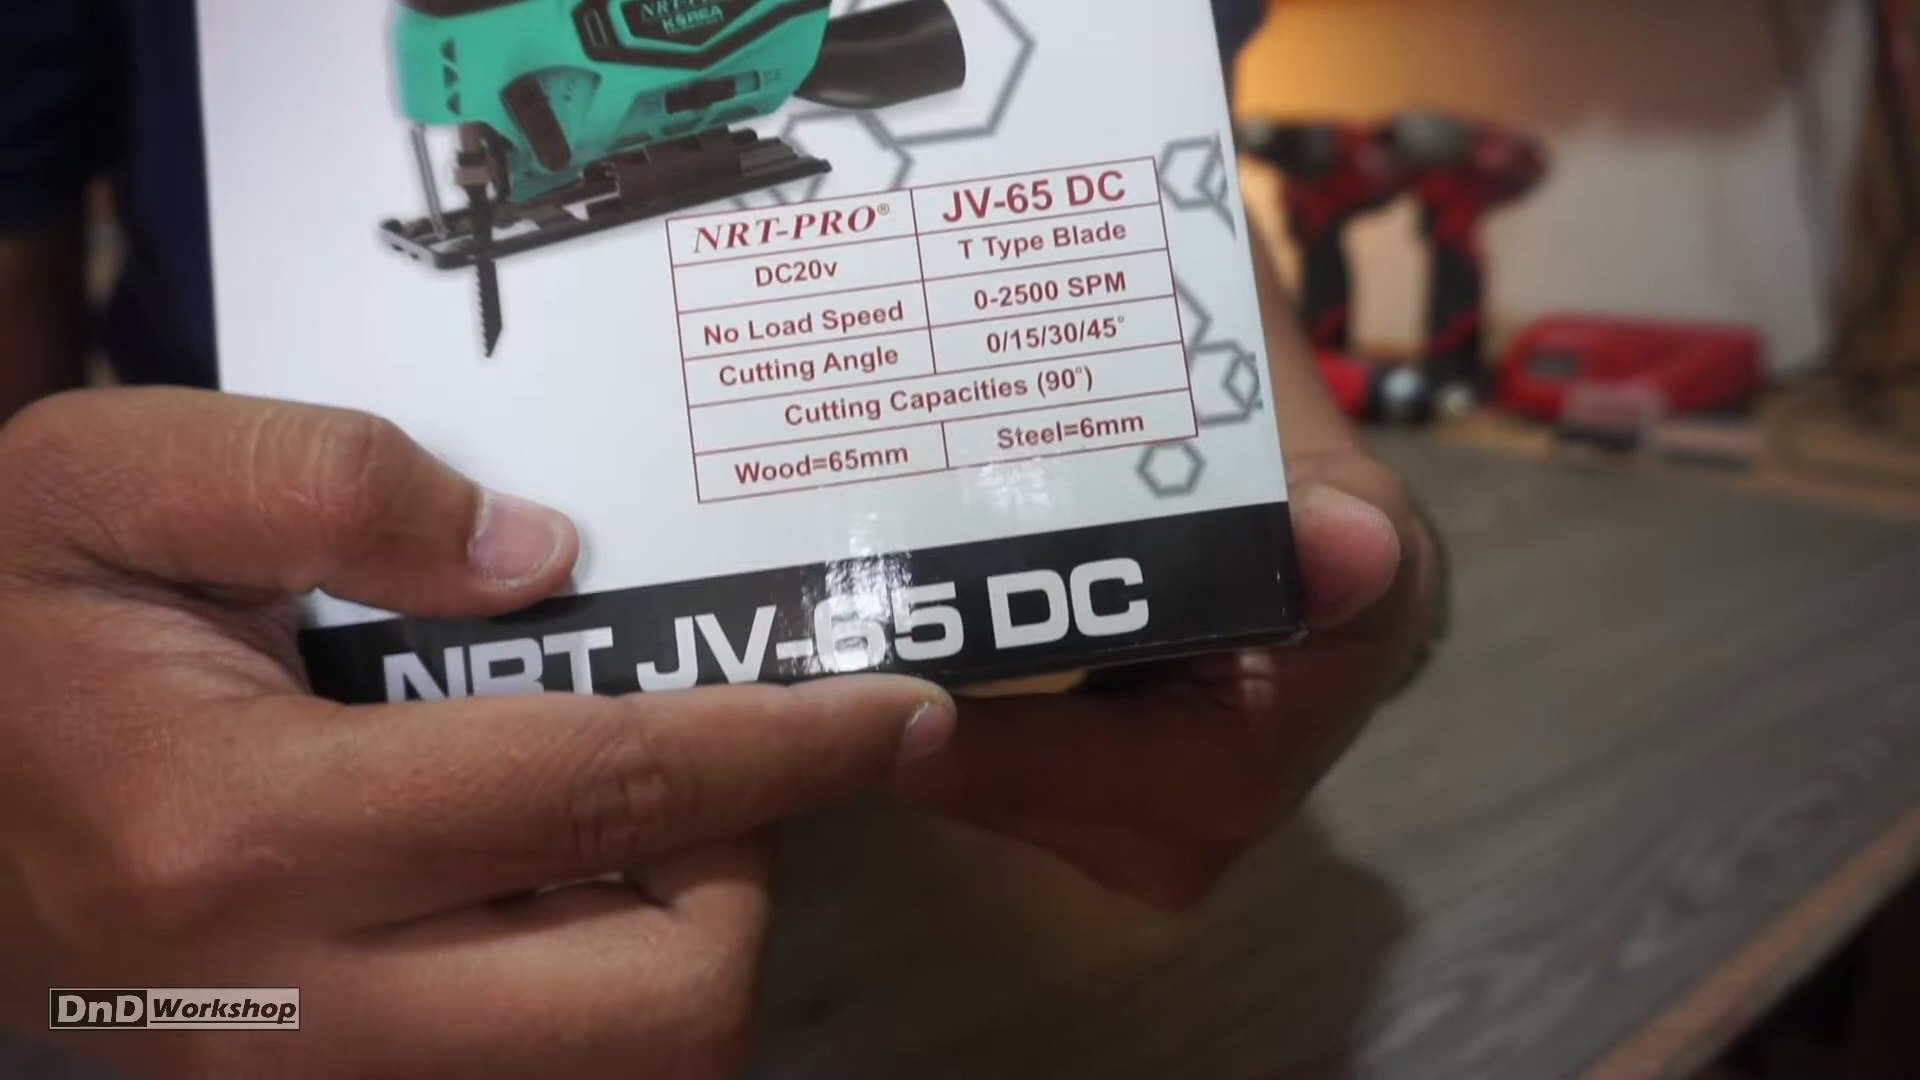 KOREA
NRT-PRO® JV-65 DC
DC20v T Type Blade
No Load Speed 0-2500 SPM
Cutting Angle 0/15/30/45°
Cutting Capacities (90°)
Wood=65mm Steel=6mm
NRT JV-65 DC
DnD Workshop